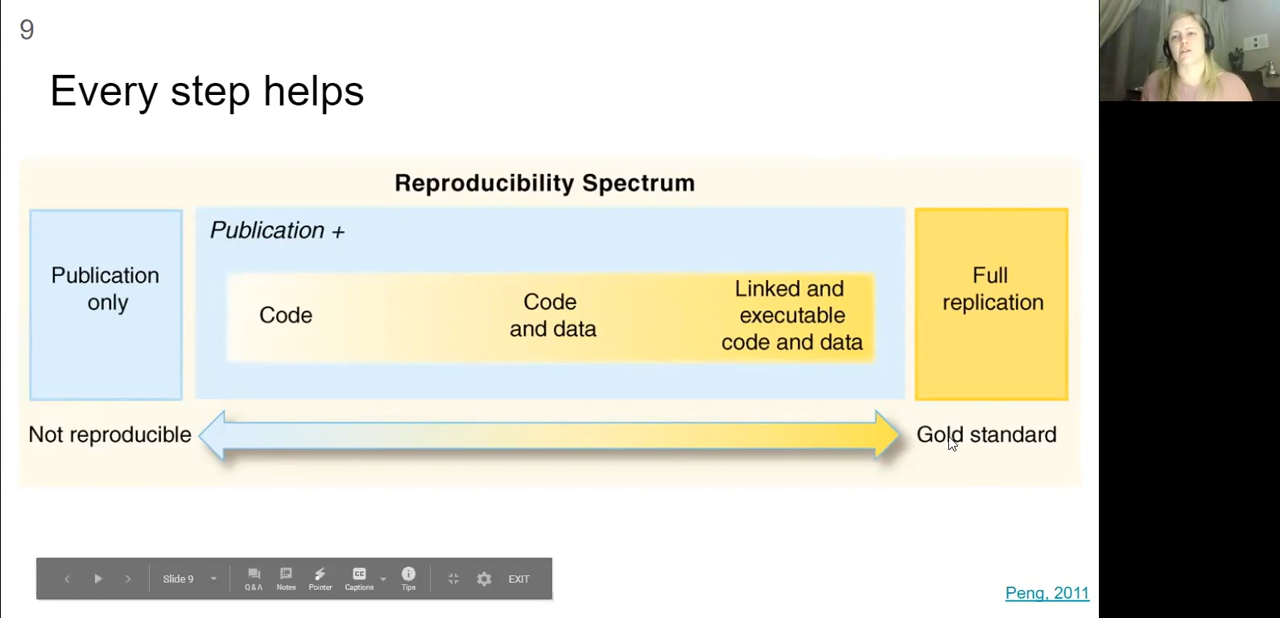 9
Every step helps
Reproducibility Spectrum
Publication +
Publication
only
Code
Code
and data
Linked and
executable
code and data
Full
replication
Not reproducible
Gold standard
Slide 9
Q&A
Notes
Pointer
CC
Captions
Tips
EXIT
Peng, 2011